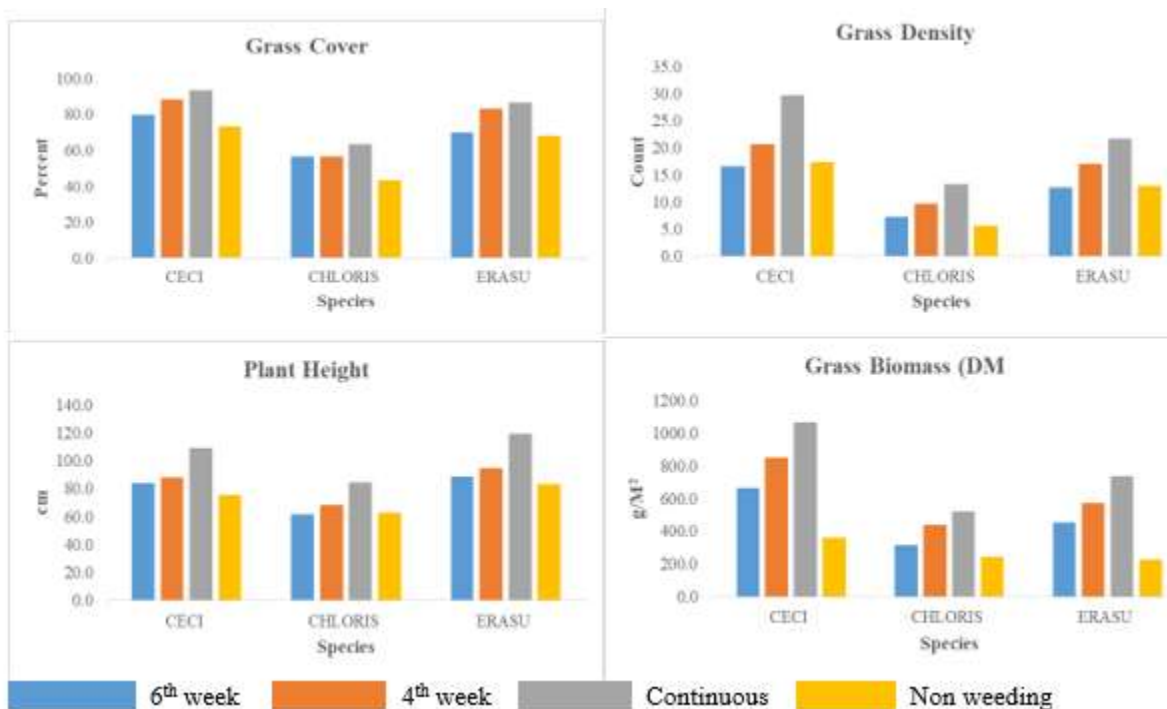 Grass Cover
100.0
80.0
60.0
40.0
20.0
0.0
Percent
CECI CHLORIS ERASU
Species
Grass Density
35.0
30.0
25.0
20.0
15.0
10.0
5.0
0.0
Count
CECI CHLORIS ERASU
Species
Plant Height
140.0
120.0
100.0
80.0
60.0
40.0
20.0
0.0
cm
CECI CHLORIS ERASU
Species
Grass Biomass (DM
1200.0
1000.0
800.0
600.0
400.0
200.0
0.0
g/M²
CECI CHLORIS ERASU
Species
6th week 4th week Continuous Non weeding